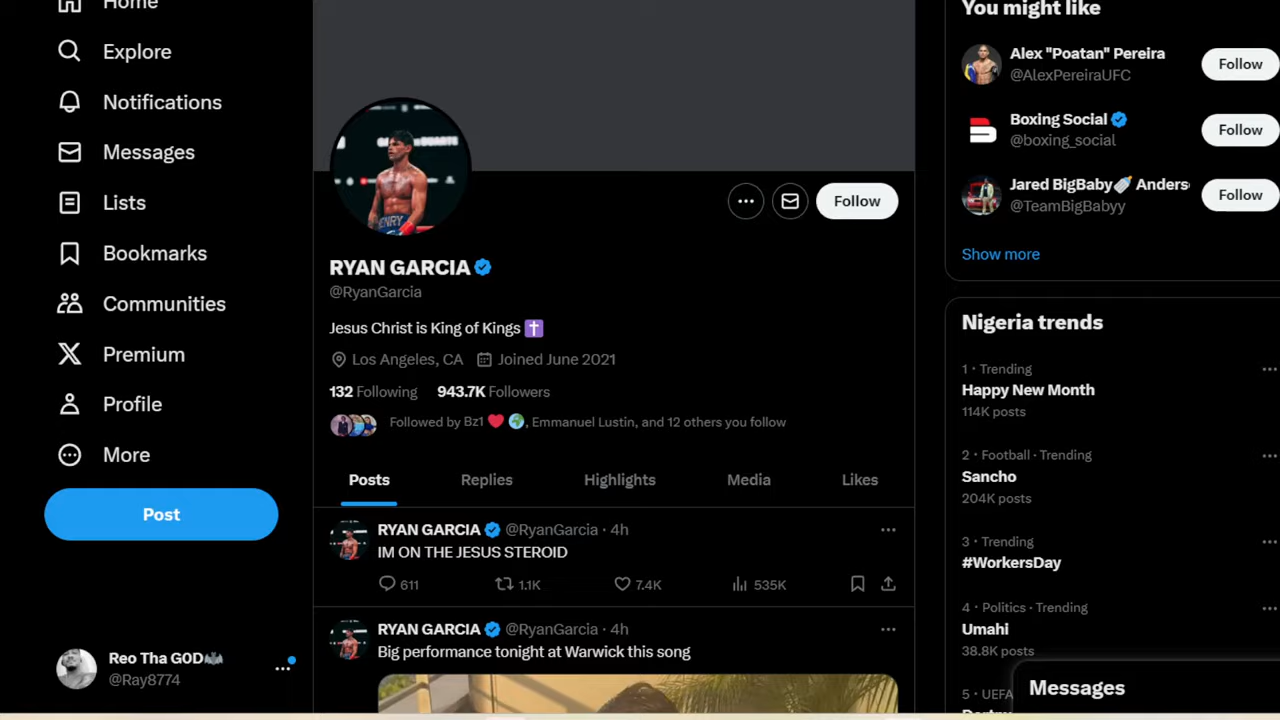 Home
Explore
Notifications
Messages
Lists
Bookmarks
Communities
Premium
Profile
More
Post
Reo Tha G0D🦇
@Ray8774
HENRY
Follow
RYAN GARCIA
@RyanGarcia
Jesus Christ is King of Kings ✝️
Los Angeles, CA Joined June 2021
132 Following 943.7K Followers
Followed by Bz1 ❤️ 🌍, Emmanuel Lustin, and 12 others you follow
Posts Replies Highlights Media Likes
RYAN GARCIA @RyanGarcia · 4h
IM ON THE JESUS STEROID
611 1.1K 7.4K 535K
RYAN GARCIA @RyanGarcia · 4h
Big performance tonight at Warwick this song
You might like
Alex "Poatan" Pereira
@AlexPereiraUFC
Follow
Boxing Social
@boxing_social
Follow
Jared BigBaby🍼 Anders
@TeamBigBabyy
Follow
Show more
Nigeria trends
1 · Trending
Happy New Month
114K posts
2 · Football · Trending
Sancho
204K posts
3 · Trending
#WorkersDay
4 · Politics · Trending
Umahi
38.8K posts
5 · UEFA
Messages